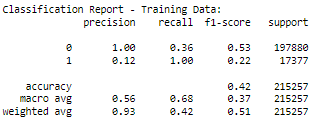 Classification Report - Training Data:
precision recall f1-score support
0 1.00 0.36 0.53 197880
1 0.12 1.00 0.22 17377
accuracy 0.42 215257
macro avg 0.56 0.68 0.37 215257
weighted avg 0.93 0.42 0.51 215257